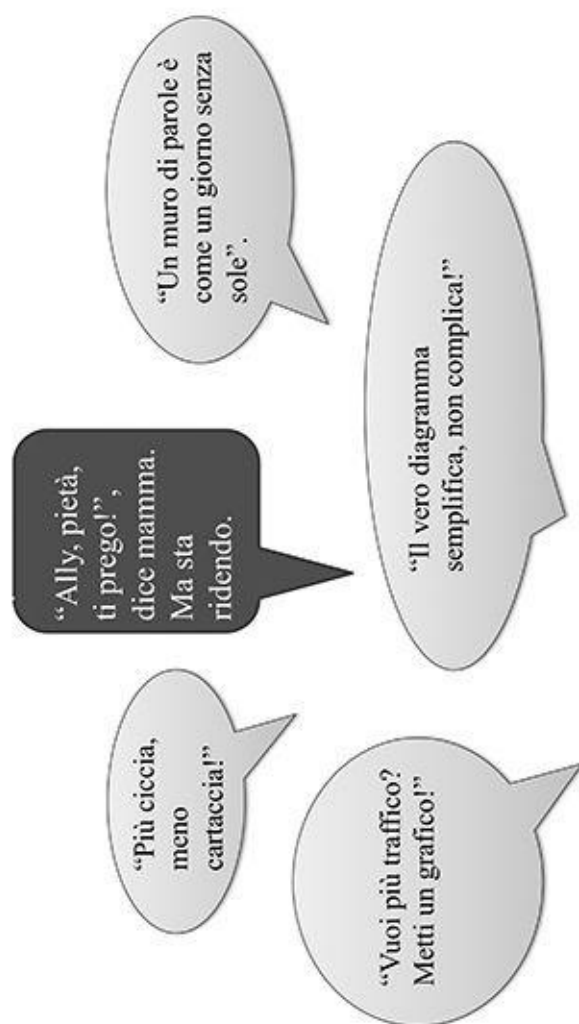 “Più ciccia,
meno
cartaccia!”
“Ally, pietà,
ti prego!”,
dice mamma.
Ma sta
ridendo.
“Un muro di parole è
come un giorno senza
sole”.
“Vuoi più traffico?
Metti un grafico!”
“Il vero diagramma
semplifica, non complica!”